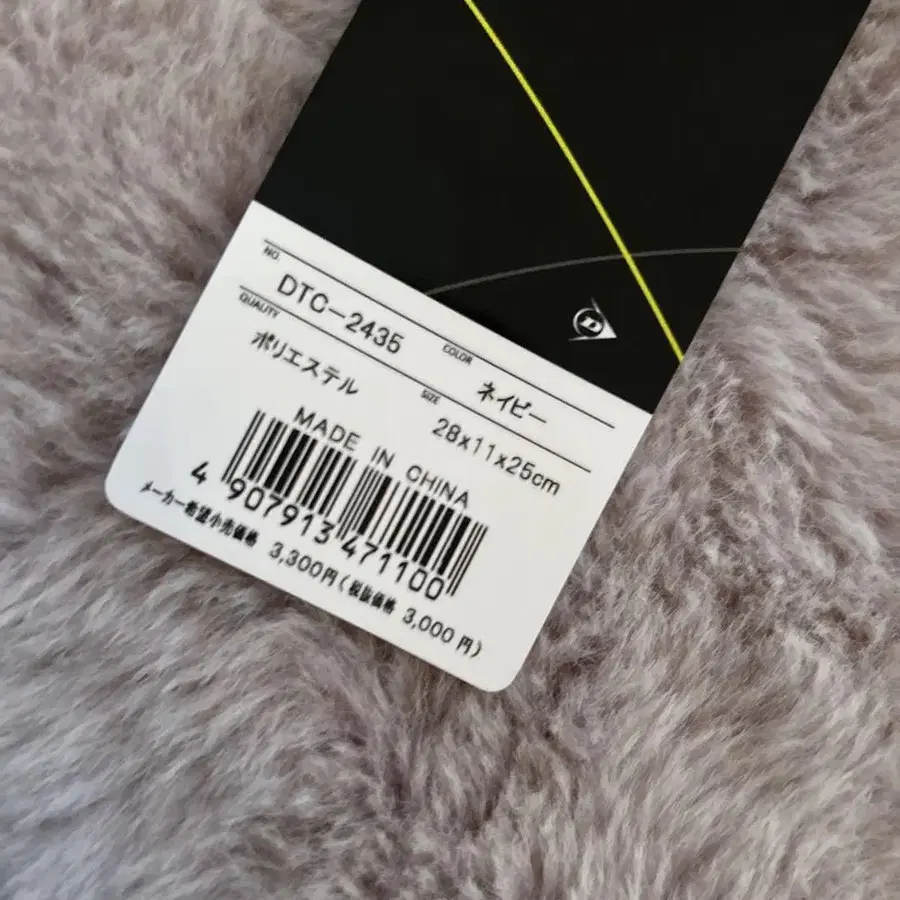 NO.
DTC-2435
COLOR
ネイビー
QUALITY
ポリエステル
SIZE
28x11x25cm
MADE IN CHINA
4 907913 471100
メーカー希望小売価格 3,300円(税抜価格 3,000円)
D